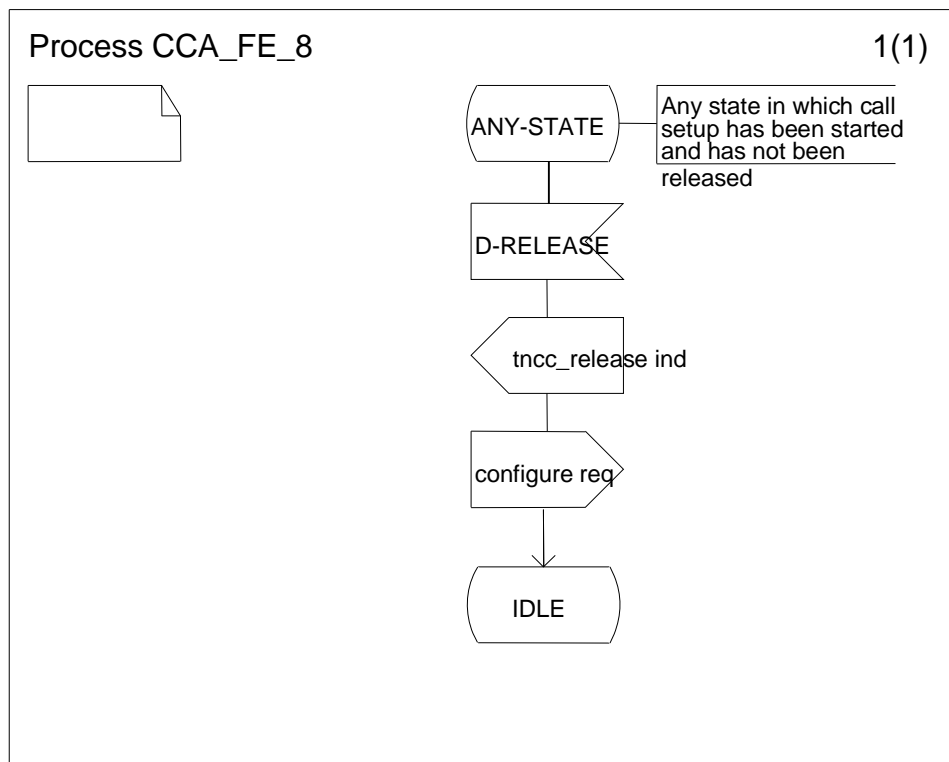 Process CCA_FE_8
1(1)
ANY-STATE
Any state in which call
setup has been started
and has not been
released
D-RELEASE
tncc_release ind
configure req
IDLE